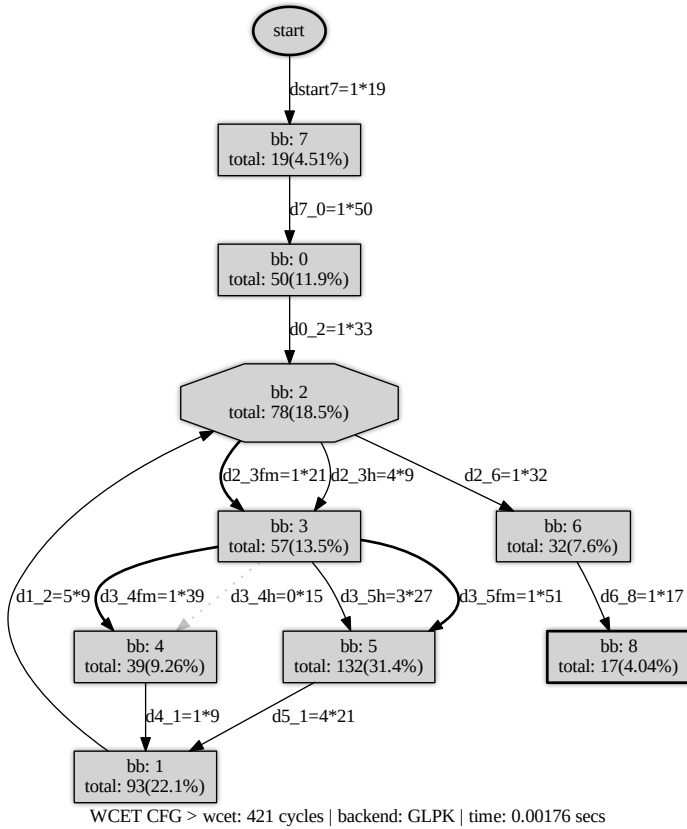 start
dstart7=1*19
bb: 7
total: 19(4.51%)
d7_0=1*50
bb: 0
total: 50(11.9%)
d0_2=1*33
bb: 2
total: 78(18.5%)
d2_3fm=1*21
d2_3h=4*9
d2_6=1*32
bb: 3
total: 57(13.5%)
bb: 6
total: 32(7.6%)
d1_2=5*9
d3_4fm=1*39
d3_4h=0*15
d3_5h=3*27
d3_5fm=1*51
d6_8=1*17
bb: 4
total: 39(9.26%)
bb: 5
total: 132(31.4%)
bb: 8
total: 17(4.04%)
d4_1=1*9
d5_1=4*21
bb: 1
total: 93(22.1%)
WCET CFG > wcet: 421 cycles | backend: GLPK | time: 0.00176 secs